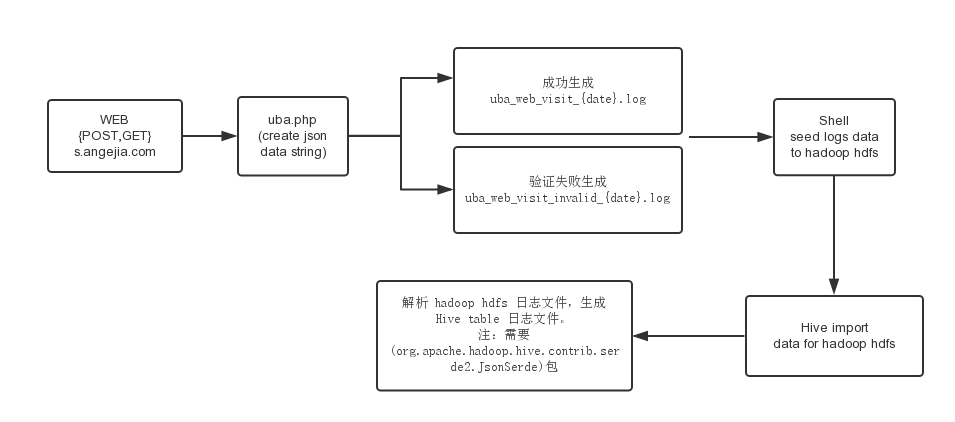 WEB
{POST,GET}
s.angejia.com
uba.php
(create json
data string)
成功生成
uba_web_visit_{date}.log
验证失败生成
uba_web_visit_invalid_{date}.log
Shell
seed logs data
to hadoop hdfs
Hive import
data for hadoop hdfs
解析 hadoop hdfs 日志文件，生成
Hive table 日志文件。
注：需要
(org.apache.hadoop.hive.contrib.ser
de2.JsonSerde)包